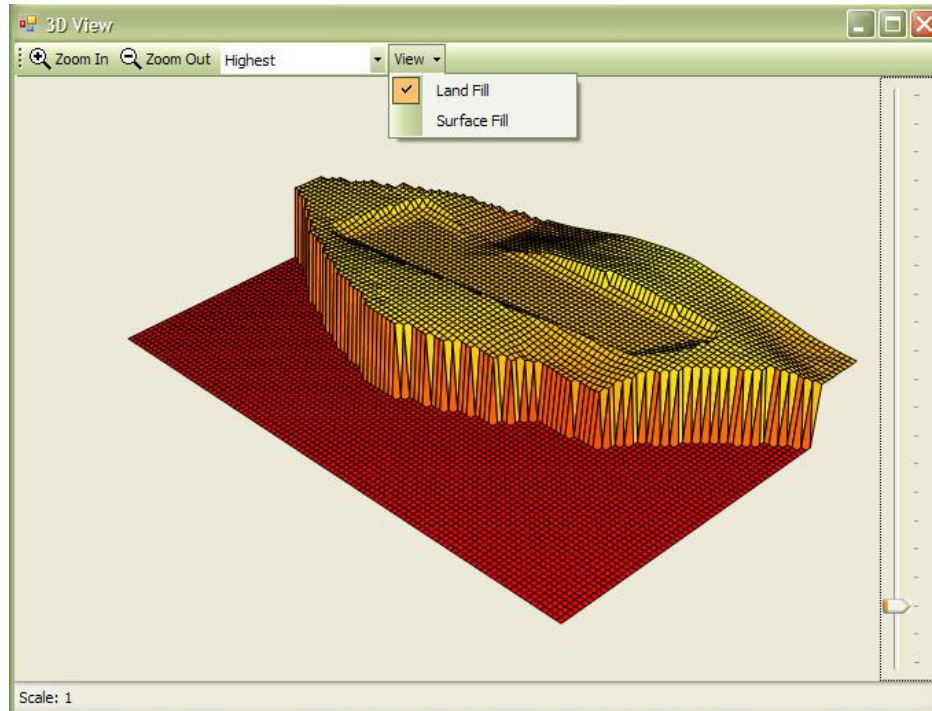 3D View
Zoom In Zoom Out Highest View
Land Fill
Surface Fill
Scale: 1